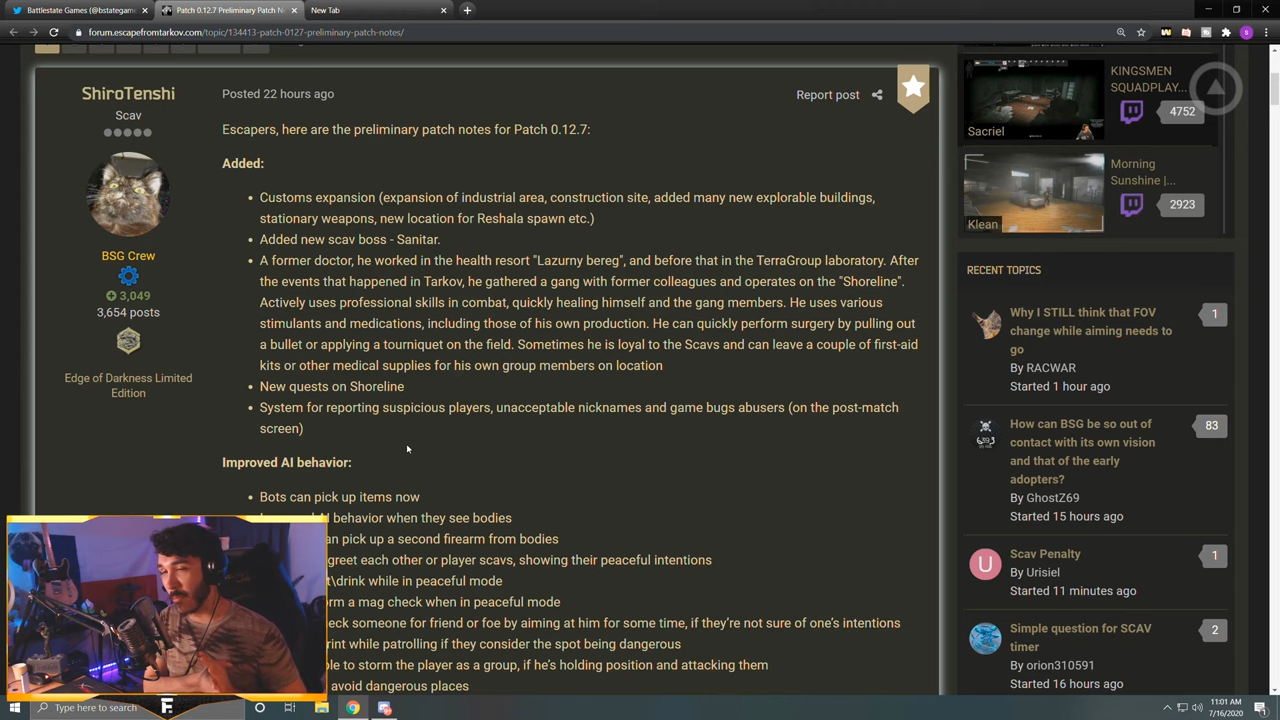 Battlestate Games (@bstategam
Patch 0.12.7 Preliminary Patch N
New Tab
forum.escapefromtarkov.com/topic/134413-patch-0127-preliminary-patch-notes/
ShiroTenshi
Scav
BSG Crew
3,049
3,654 posts
Edge of Darkness Limited
Edition
Posted 22 hours ago
Report post
Escapers, here are the preliminary patch notes for Patch 0.12.7:
Added:
• Customs expansion (expansion of industrial area, construction site, added many new explorable buildings,
stationary weapons, new location for Reshala spawn etc.)
• Added new scav boss - Sanitar.
• A former doctor, he worked in the health resort "Lazurny bereg", and before that in the TerraGroup laboratory. After
the events that happened in Tarkov, he gathered a gang with former colleagues and operates on the "Shoreline".
Actively uses professional skills in combat, quickly healing himself and the gang members. He uses various
stimulants and medications, including those of his own production. He can quickly perform surgery by pulling out
a bullet or applying a tourniquet on the field. Sometimes he is loyal to the Scavs and can leave a couple of first-aid
kits or other medical supplies for his own group members on location
• New quests on Shoreline
• System for reporting suspicious players, unacceptable nicknames and game bugs abusers (on the post-match
screen)
Improved AI behavior:
• Bots can pick up items now
AI behavior when they see bodies
an pick up a second firearm from bodies
greet each other or player scavs, showing their peaceful intentions
t\drink while in peaceful mode
rm a mag check when in peaceful mode
eck someone for friend or foe by aiming at him for some time, if they're not sure of one's intentions
rint while patrolling if they consider the spot being dangerous
le to storm the player as a group, if he's holding position and attacking them
avoid dangerous places
KINGSMEN
SQUADPLAY...
4752
Sacriel
Morning
Sunshine |...
2923
Klean
RECENT TOPICS
Why I STILL think that FOV
change while aiming needs to
go
By RACWAR
Started 1 hour ago
1
How can BSG be so out of
contact with its own vision
and that of the early
adopters?
By GhostZ69
Started 15 hours ago
83
U
Scav Penalty
By Urisiel
Started 11 minutes ago
1
Simple question for SCAV
timer
By orion310591
Started 16 hours ago
2
Type here to search
11:01 AM
7/16/2020